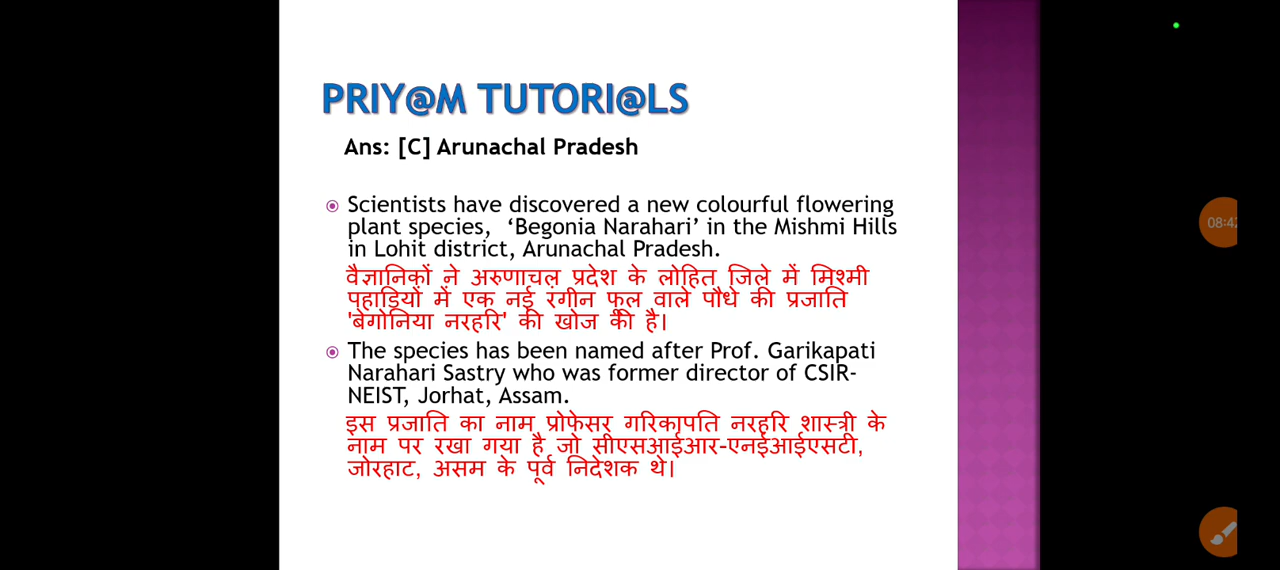 PRIY@M TUTORI@LS
Ans: [C] Arunachal Pradesh
Scientists have discovered a new colourful flowering
plant species, ‘Begonia Narahari’ in the Mishmi Hills
in Lohit district, Arunachal Pradesh.
वैज्ञानिकों ने अरुणाचल प्रदेश के लोहित जिले में मिश्मी
पहाड़ियों में एक नई रंगीन फूल वाले पौधे की प्रजाति
'बेगोनिया नरहरि' की खोज की है।
The species has been named after Prof. Garikapati
Narahari Sastry who was former director of CSIR-
NEIST, Jorhat, Assam.
इस प्रजाति का नाम प्रोफेसर गरिकापति नरहरि शास्त्री के
नाम पर रखा गया है जो सीएसआईआर-एनईआईएसटी,
जोरहाट, असम के पूर्व निदेशक थे।